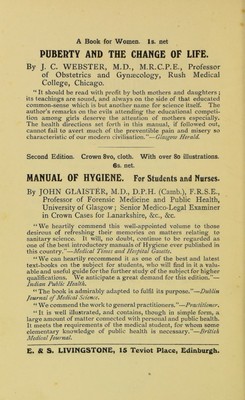 A Book for Women. 1s. net
PUBERTY AND THE CHANGE OF LIFE.
By J. C. WEBSTER, M.D., M.R.C.P.E., Professor
of Obstetrics and Gynæcology, Rush Medical
College, Chicago.
"It should be read with profit by both mothers and daughters;
its teachings are sound, and always on the side of that educated
common-sense which is but another name for science itself. The
author's remarks on the evils attending the educational competi-
tion among girls deserve the attention of mothers especially.
The health directions set forth in this manual, if followed out,
cannot fail to avert much of the preventible pain and misery so
characteristic of our modern civilisation."—Glasgow Herald.
Second Edition. Crown 8vo, cloth. With over 80 illustrations.
6s. net.
MANUAL OF HYGIENE. For Students and Nurses.
By JOHN GLAISTER, M.D., D.P.H. (Camb.), F.R.S.E.,
Professor of Forensic Medicine and Public Health,
University of Glasgow; Senior Medico-Legal Examiner
in Crown Cases for Lanarkshire, &c., &c.
"We heartily commend this well-appointed volume to those
desirous of refreshing their memories on matters relating to
sanitary science. It will, no doubt, continue to be regarded as
one of the best introductory manuals of Hygiene ever published in
this country."—Medical Times and Hospital Gazette.
"We can heartily recommend it as one of the best and latest
text-books on the subject for students, who will find in it a valu-
able and useful guide for the further study of the subject for higher
qualifications. We anticipate a great demand for this edition."—
Indian Public Health.
"The book is admirably adapted to fulfil its purpose."—Dublin
Journal of Medical Science.
"We commend the work to general practitioners."—Practitioner.
"It is well illustrated, and contains, though in simple form, a
large amount of matter connected with personal and public health.
It meets the requirements of the medical student, for whom some
elementary knowledge of public health is necessary."—British
Medical Journal.
E. & S. LIVINGSTONE, 15 Teviot Place, Edinburgh.